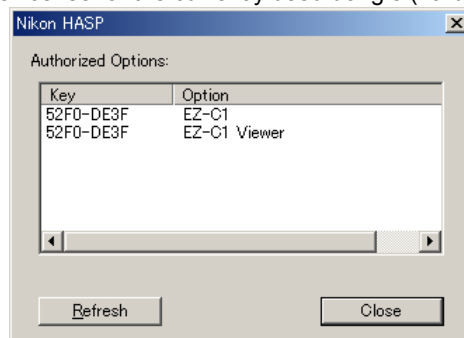 Nikon HASP
Authorized Options:
Key Option
52F0-DE3F EZ-C1
52F0-DE3F EZ-C1 Viewer
Refresh Close